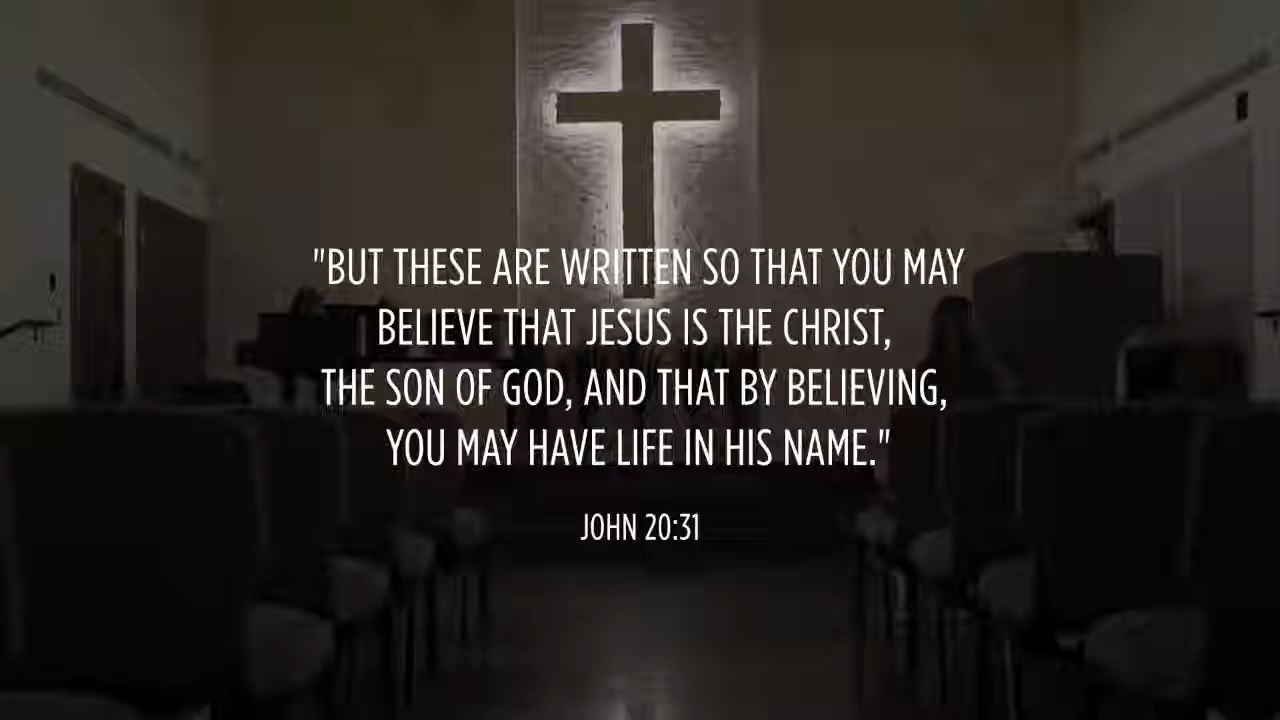 "BUT THESE ARE WRITTEN SO THAT YOU MAY
BELIEVE THAT JESUS IS THE CHRIST,
THE SON OF GOD, AND THAT BY BELIEVING,
YOU MAY HAVE LIFE IN HIS NAME."
JOHN 20:31